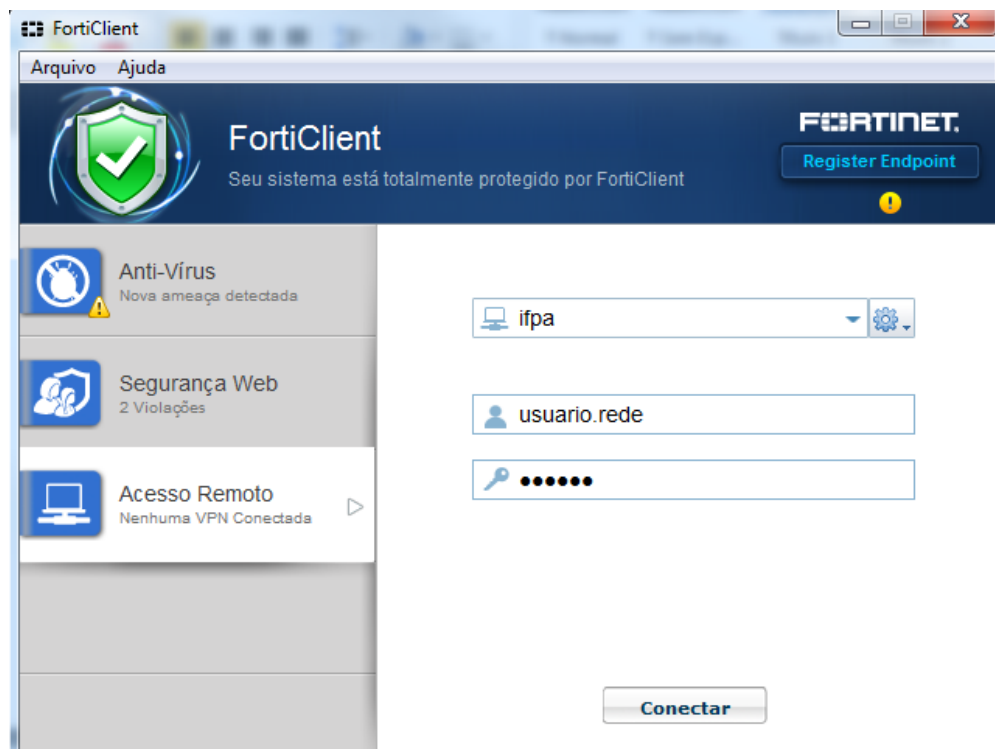 FortiClient
Arquivo Ajuda
FortiClient
Seu sistema está totalmente protegido por FortiClient
FORTINET.
Register Endpoint
Anti-Vírus
Nova ameaça detectada
Segurança Web
2 Violações
Acesso Remoto
Nenhuma VPN Conectada
ifpa
usuario.rede
••••••
Conectar